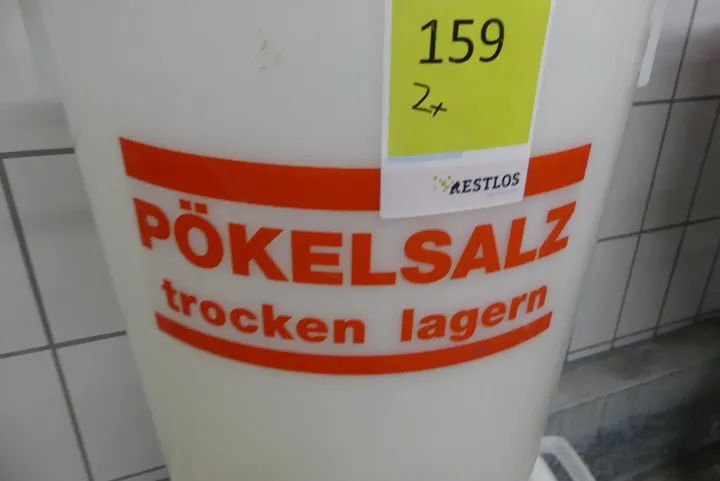 159
2x
RESTLOS
PÖKELSALZ
trocken lagern